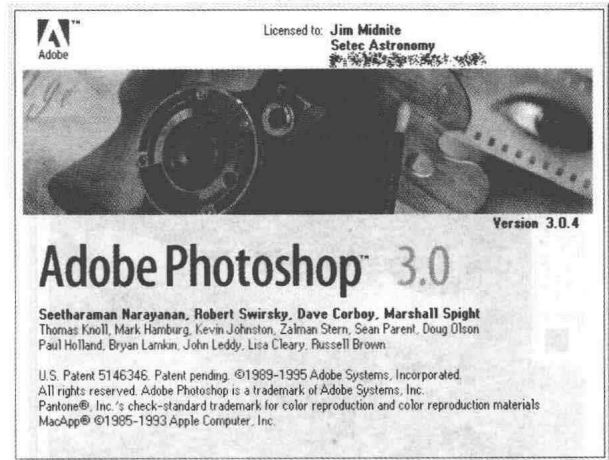 Adobe
Licensed to: Jim Midnite
Setec Astronomy
Version 3.0.4
Adobe Photoshop™ 3.0
Seetharaman Narayanan, Robert Swirsky, Dave Corboy, Marshall Spight
Thomas Knoll, Mark Hamburg, Kevin Johnston, Zalman Stern, Sean Parent, Doug Olson
Paul Holland, Bryan Lamkin, John Leddy, Lisa Cleary, Russell Brown
U.S. Patent 5146346. Patent pending. ©1989-1995 Adobe Systems, Incorporated.
All rights reserved. Adobe Photoshop is a trademark of Adobe Systems, Inc.
Pantone®, Inc.'s check-standard trademark for color reproduction and color reproduction materials
MacApp® ©1985-1993 Apple Computer, Inc.